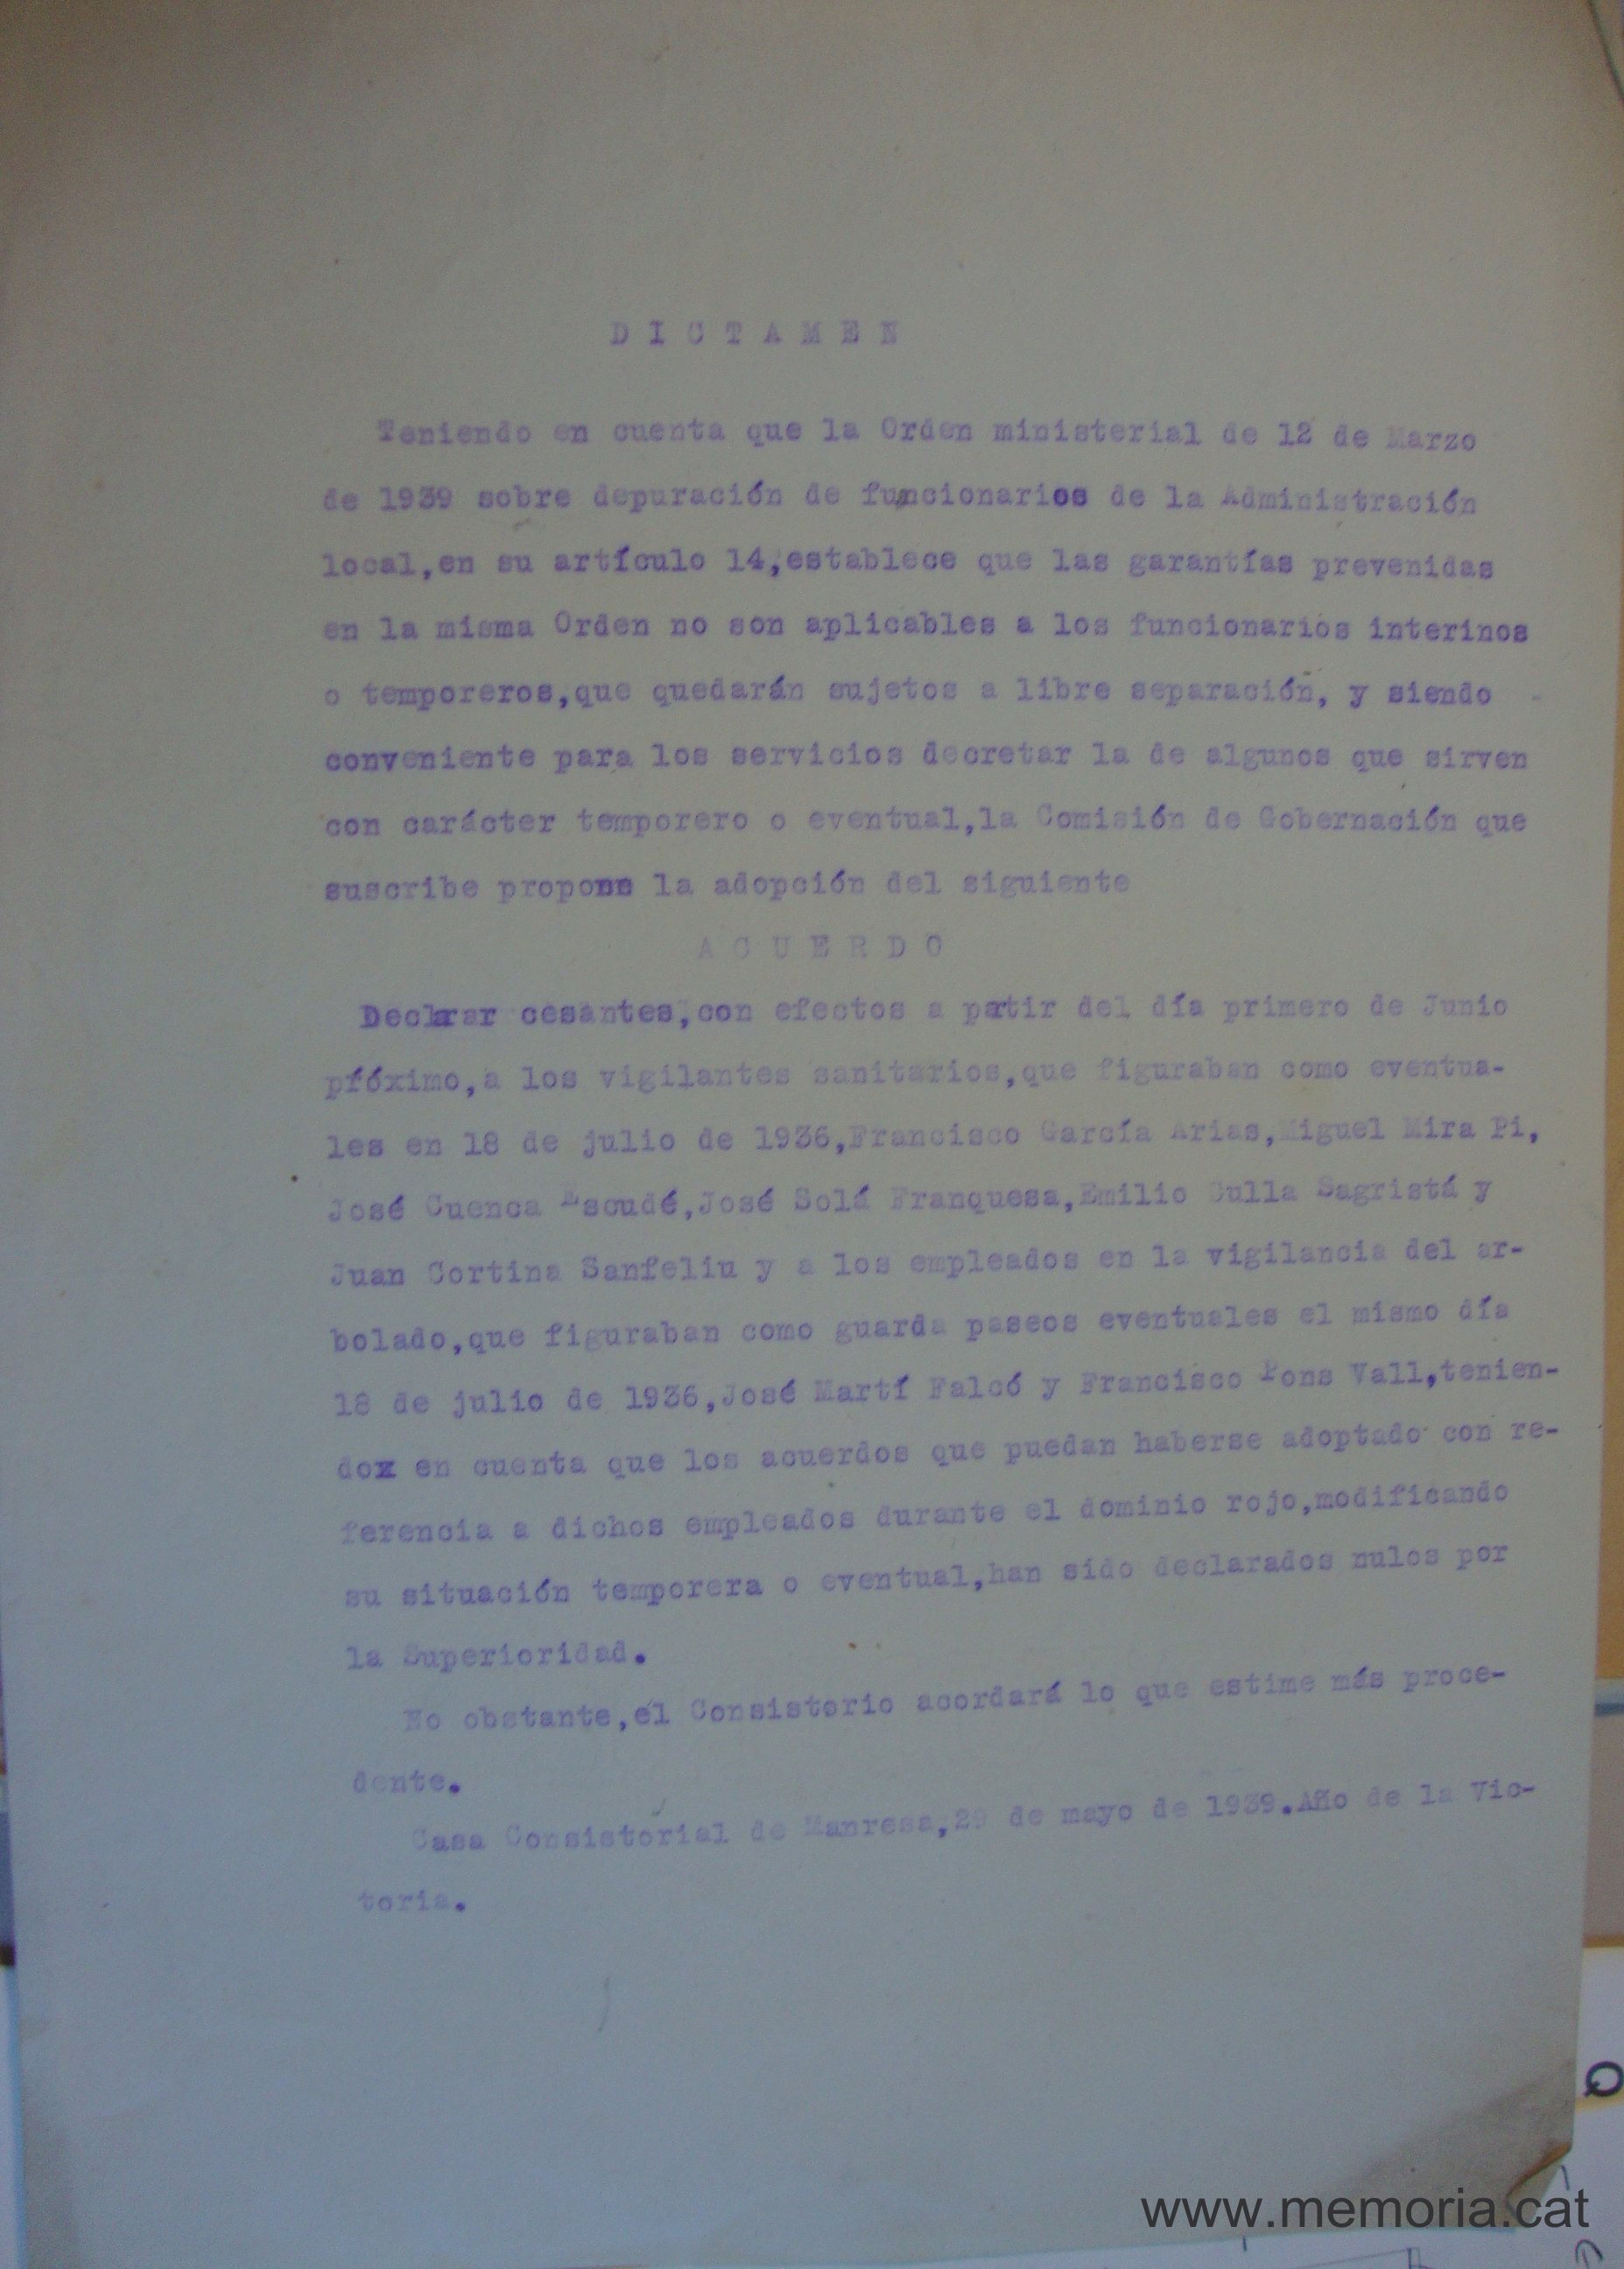 DICTAMEN
Teniendo en cuenta que la Orden ministerial de 12 de Marzo
de 1939 sobre depuración de funcionarios de la Administración
local,en su artículo 14,establece que las garantías prevenidas
en la misma Orden no son aplicables a los funcionarios interinos
o temporeros,que quedarán sujetos a libre separación, y siendo
conveniente para los servicios decretar la de algunos que sirven
con carácter temporero o eventual,la Comisión de Gobernación que
suscribe propone la adopción del siguiente
ACUERDO
Declarar cesantes,con efectos a patir del día primero de Junio
próximo,a los vigilantes sanitarios,que figuraban como eventua-
les en 18 de julio de 1936,Francisco García Arias,Miguel Mira Pi,
José Cuenca Escudé,José Solá Franquesa,Emilio Culla Sagristá y
Juan Cortina Sanfeliu y a los empleados en la vigilancia del ar-
bolado,que figuraban como guarda paseos eventuales el mismo día
18 de julio de 1936,José Martí Falcó y Francisco Pons Vall,tenien-
dox en cuenta que los acuerdos que puedan haberse adoptado con re-
ferencia a dichos empleados durante el dominio rojo,modificando
su situación temporera o eventual,han sido declarados nulos por
la Superioridad.
No obstante,el Consistorio acordará lo que estime más proce-
dente.
Casa Consistorial de Manresa,29 de mayo de 1939.Año de la Vic-
toria.
Q
www.memoria.cat